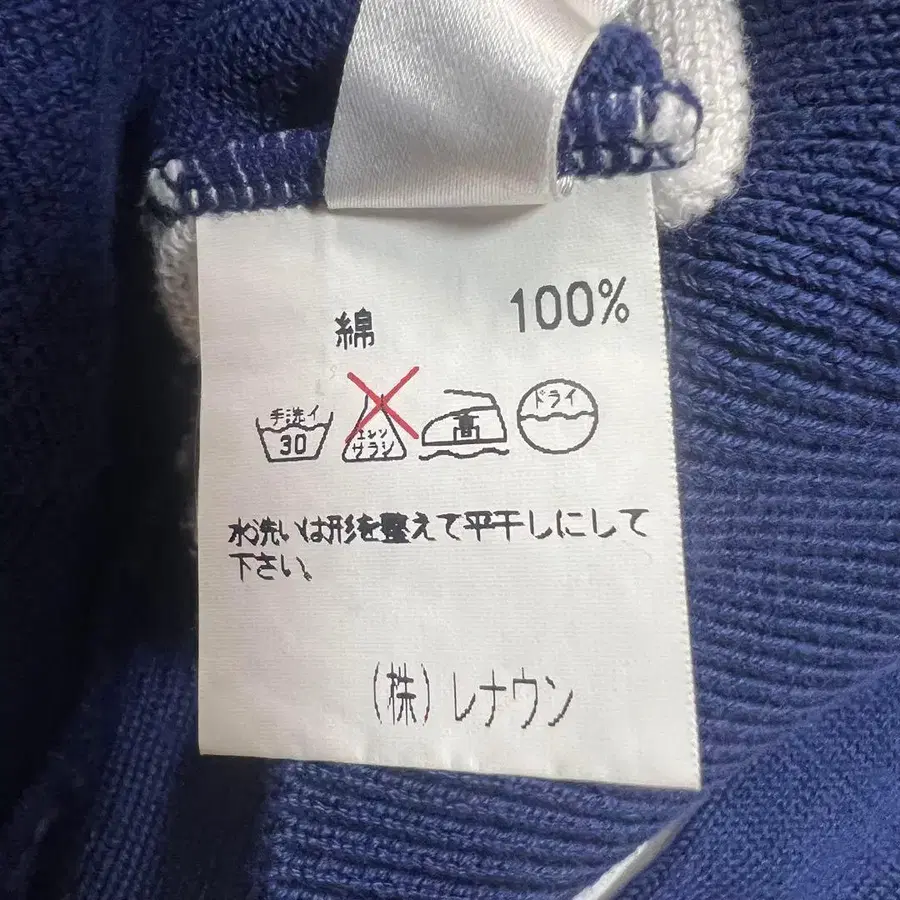 綿 100%
手洗イ 30 エンソ サラシ 高 ドライ
水洗いは形を整えて平干しにして
下さい。
(株)レナウン